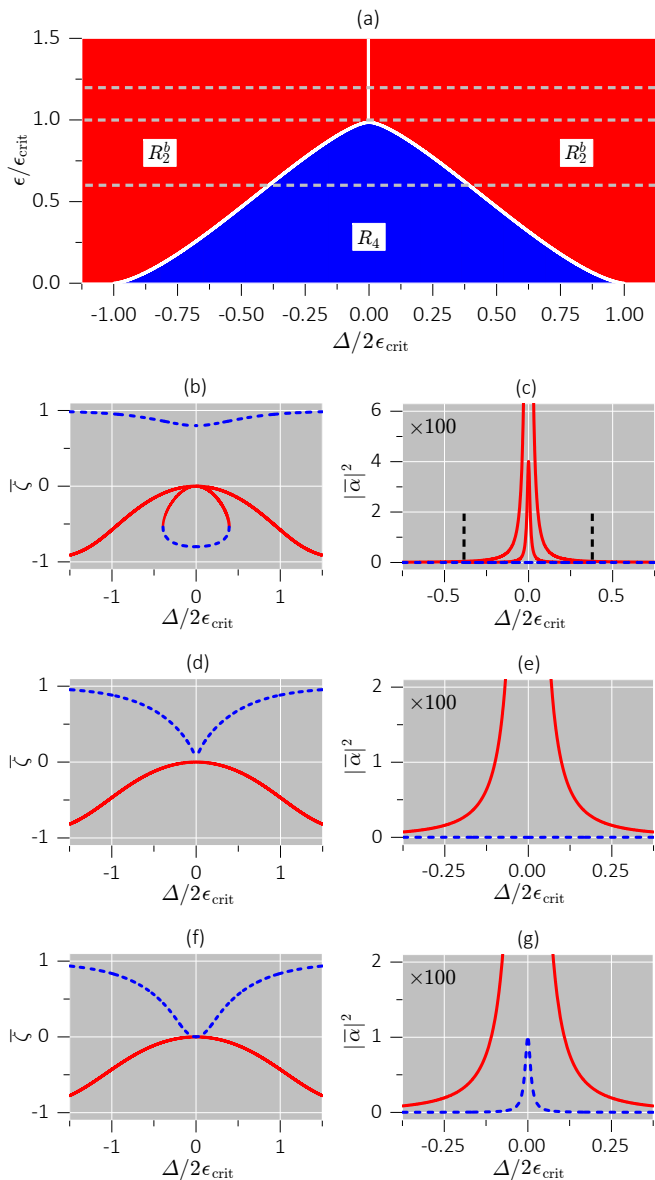 (a)
1.5
1.0
0.5
0.0
ϵ/ϵ_crit
R_2^b
R_2^b
R_4
-1.00 -0.75 -0.50 -0.25 0.00 0.25 0.50 0.75 1.00
Δ/2ϵ_crit
(b)
1
0
-1
ζ̅
-1 0 1
Δ/2ϵ_crit
(c)
×100
6
4
2
0
|α̅|²
-0.5 0.0 0.5
Δ/2ϵ_crit
(d)
1
0
-1
ζ̅
-1 0 1
Δ/2ϵ_crit
(e)
×100
2
1
0
|α̅|²
-0.25 0.00 0.25
Δ/2ϵ_crit
(f)
1
0
-1
ζ̅
-1 0 1
Δ/2ϵ_crit
(g)
×100
2
1
0
|α̅|²
-0.25 0.00 0.25
Δ/2ϵ_crit